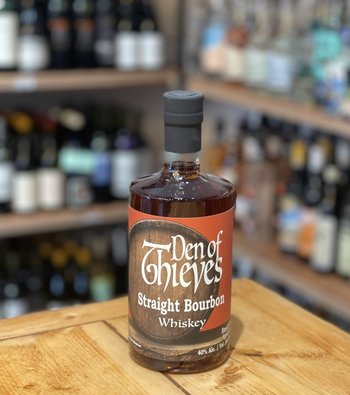 Den of
Thieves
Straight Bourbon
Whiskey
40% Alc.